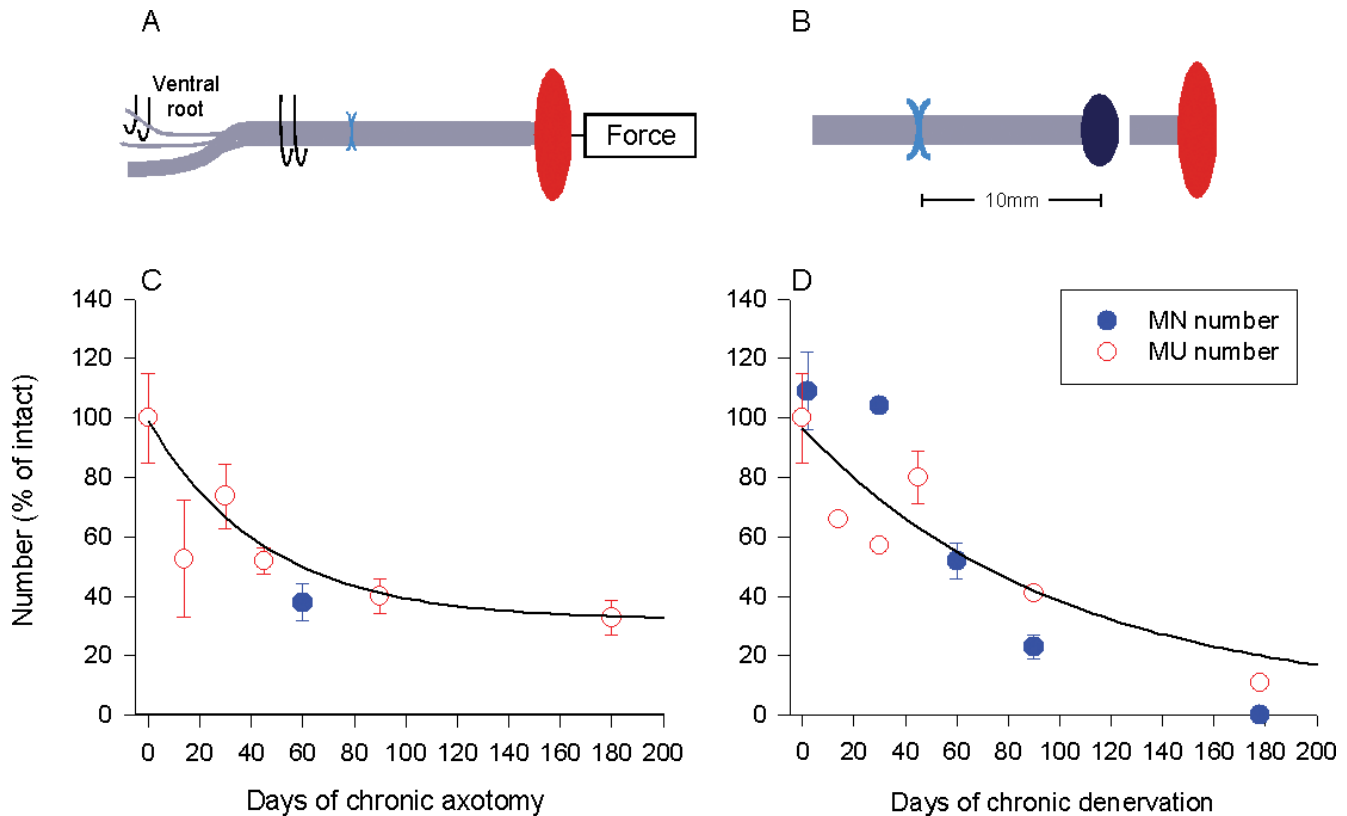 A
B
Ventral
root
Force
10mm
C
D
MN number
MU number
Number (% of intact)
140
120
100
80
60
40
20
0
0 20 40 60 80 100 120 140 160 180 200
Days of chronic axotomy
140
120
100
80
60
40
20
0
0 20 40 60 80 100 120 140 160 180 200
Days of chronic denervation